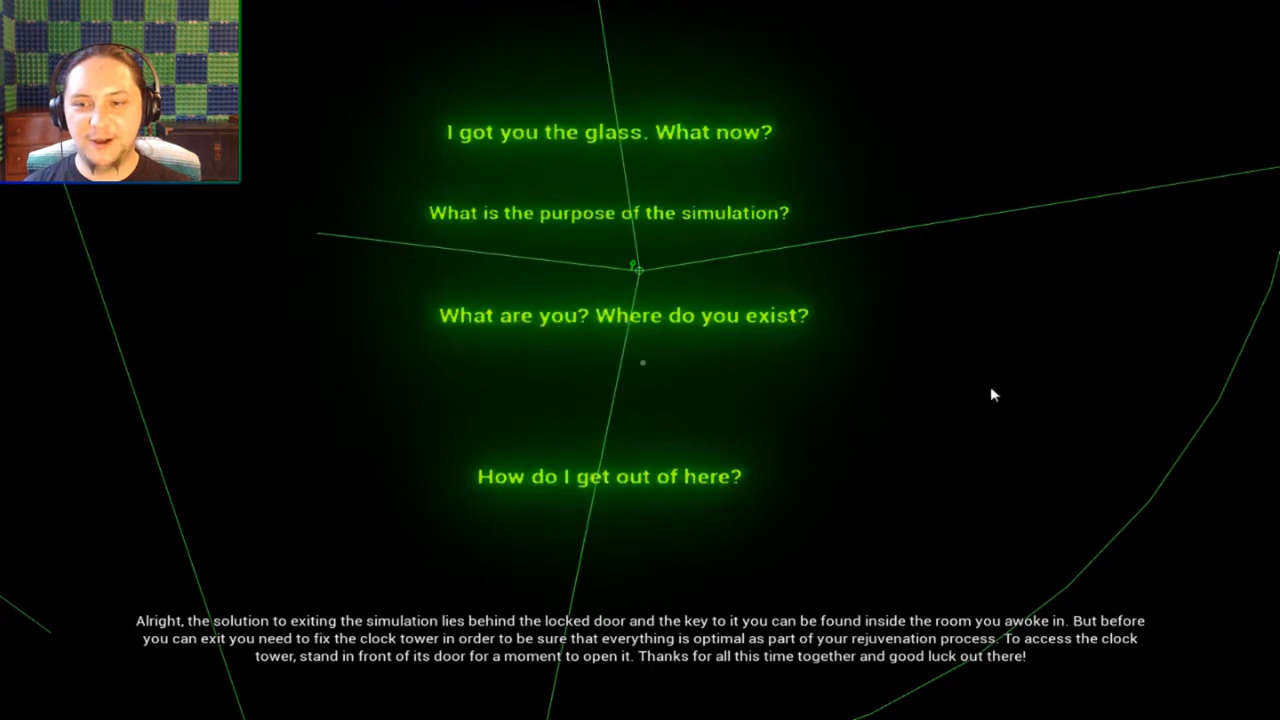 I got you the glass. What now?
What is the purpose of the simulation?
What are you? Where do you exist?
How do I get out of here?
Alright, the solution to exiting the simulation lies behind the locked door and the key to it you can be found inside the room you awoke in. But before
you can exit you need to fix the clock tower in order to be sure that everything is optimal as part of your rejuvenation process. To access the clock
tower, stand in front of its door for a moment to open it. Thanks for all this time together and good luck out there!